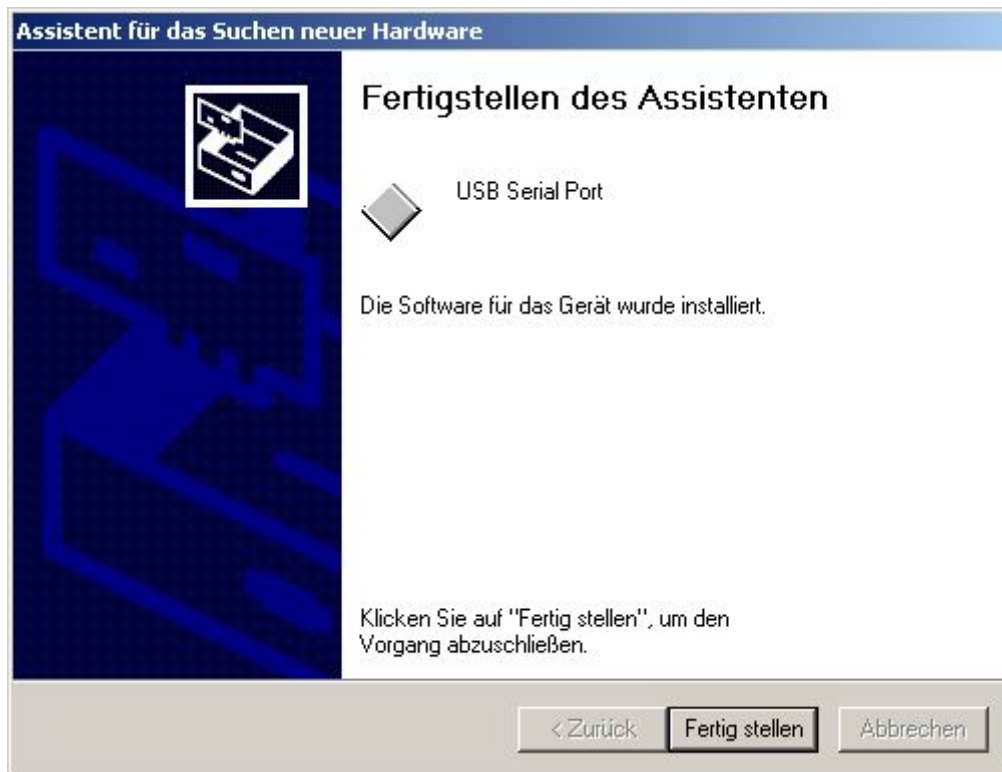 Assistent für das Suchen neuer Hardware
Fertigstellen des Assistenten
USB Serial Port
Die Software für das Gerät wurde installiert.
Klicken Sie auf "Fertig stellen", um den
Vorgang abzuschließen.
< Zurück
Fertig stellen
Abbrechen